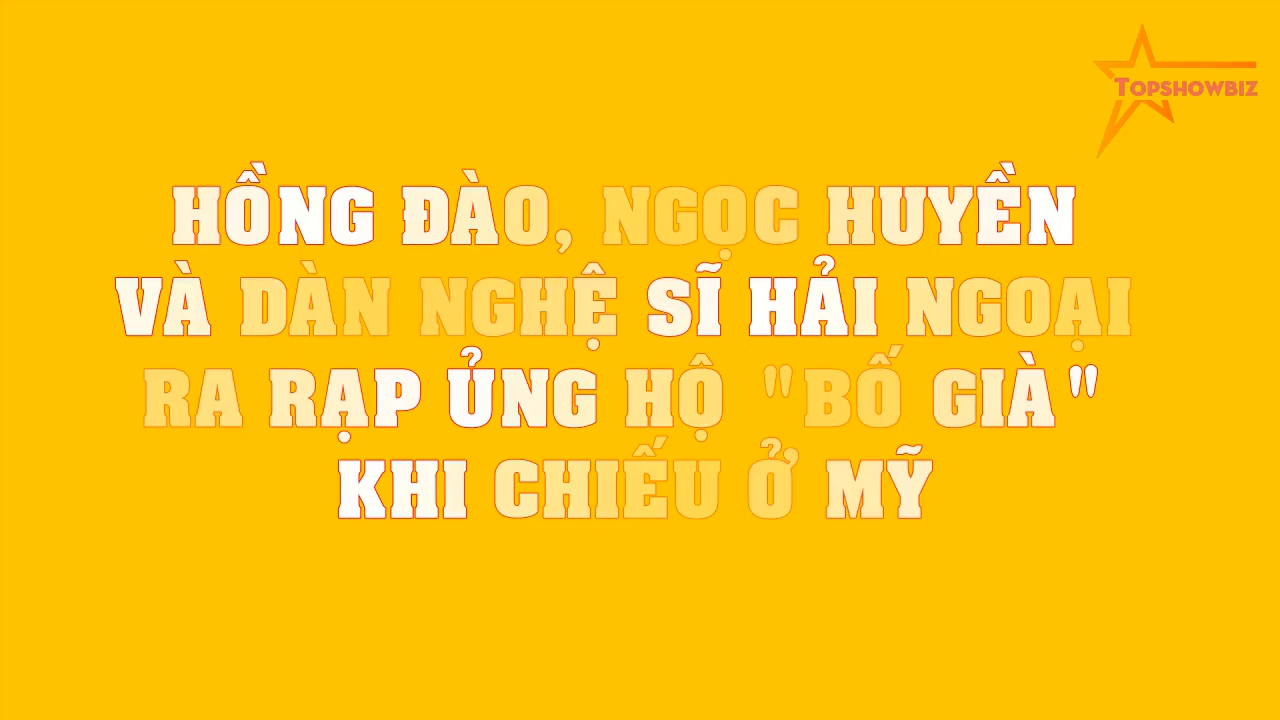 TOPSHOWBIZ
HỒNG ĐÀO, NGỌC HUYỀN
VÀ DÀN NGHỆ SĨ HẢI NGOẠI
RA RẠP ỦNG HỘ "BỐ GIÀ"
KHI CHIẾU Ở MỸ